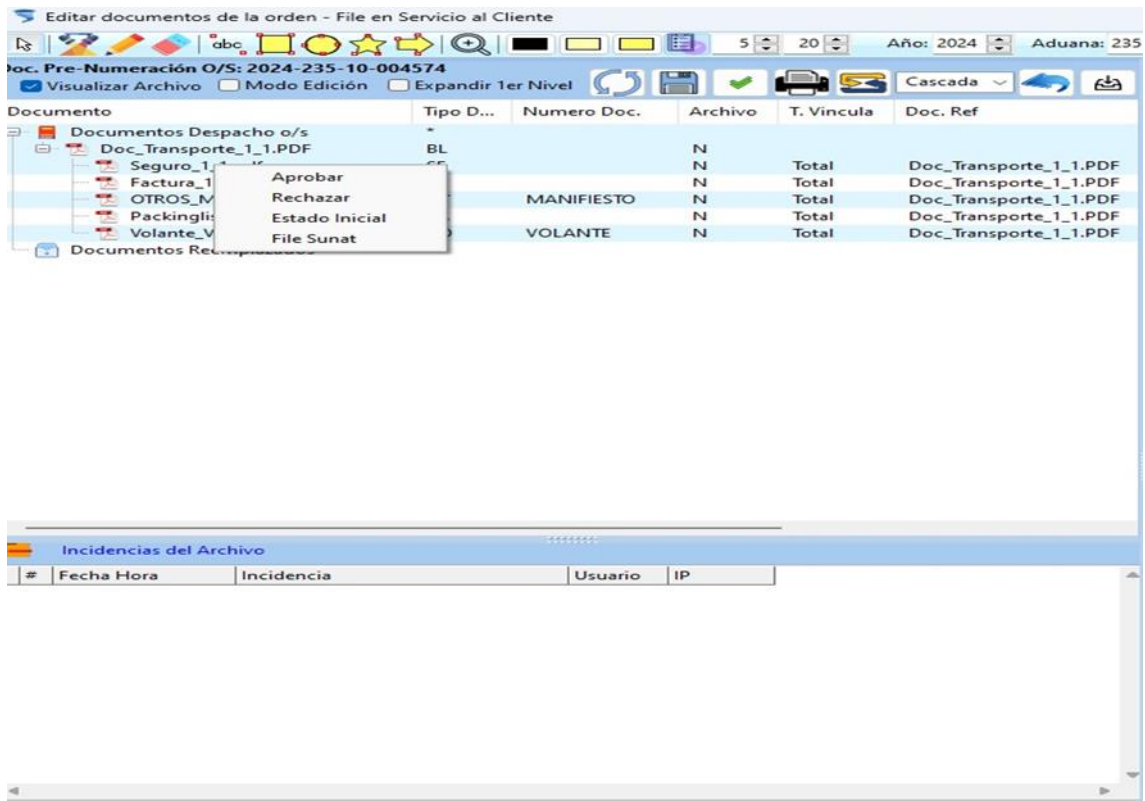 Editar documentos de la orden - File en Servicio al Cliente
abc 5 20 Año: 2024 Aduana: 235
oc. Pre-Numeración O/S: 2024-235-10-004574
Visualizar Archivo Modo Edición Expandir 1er Nivel Cascada
Documento Tipo D... Numero Doc. Archivo T. Vincula Doc. Ref
Documentos Despacho o/s *
Doc_Transporte_1_1.PDF BL N
Seguro_1_1 N Total Doc_Transporte_1_1.PDF
Aprobar
Factura_1 N Total Doc_Transporte_1_1.PDF
Rechazar
OTROS_M MANIFIESTO N Total Doc_Transporte_1_1.PDF
Estado Inicial
Packinglis N Total Doc_Transporte_1_1.PDF
File Sunat
Volante_V VOLANTE N Total Doc_Transporte_1_1.PDF
Documentos
Incidencias del Archivo
# Fecha Hora Incidencia Usuario IP